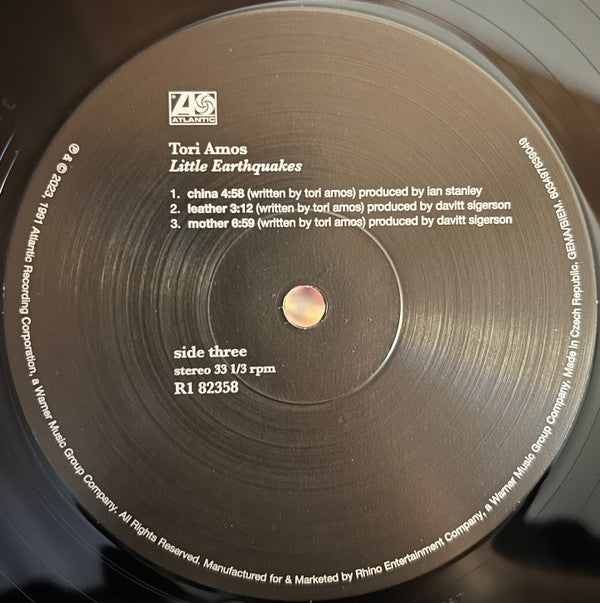 ATLANTIC
Tori Amos
Little Earthquakes
1. china 4:58 (written by tori amos) produced by ian stanley
2. leather 3:12 (written by tori amos) produced by davitt sigerson
3. mother 6:59 (written by tori amos) produced by davitt sigerson
side three
stereo 33 1/3 rpm
R1 82358
℗ & © 2023, 1991 Atlantic Recording Corporation, a Warner Music Group Company. All Rights Reserved. Manufactured for & Marketed by Rhino Entertainment Company, a Warner Music Group Company. Made in Czech Republic. GEMA/BIEM. 603497839049